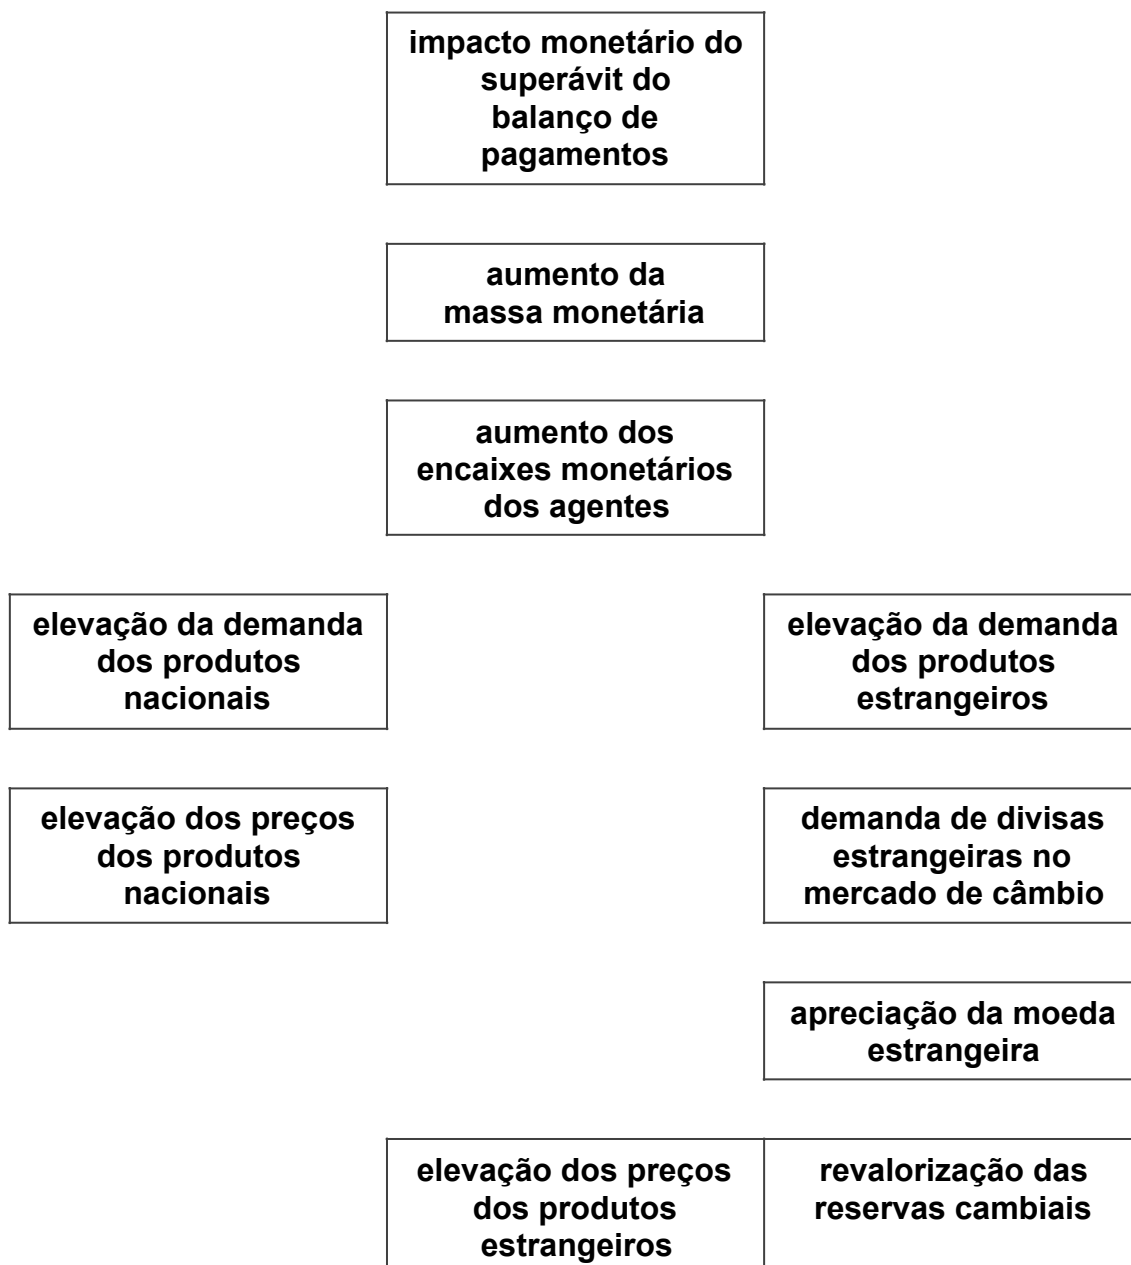 impacto monetário do
superávit do
balanço de
pagamentos
aumento da
massa monetária
aumento dos
encaixes monetários
dos agentes
elevação da demanda
dos produtos
nacionais
elevação da demanda
dos produtos
estrangeiros
elevação dos preços
dos produtos
nacionais
demanda de divisas
estrangeiras no
mercado de câmbio
apreciação da moeda
estrangeira
elevação dos preços
dos produtos
estrangeiros
revalorização das
reservas cambiais